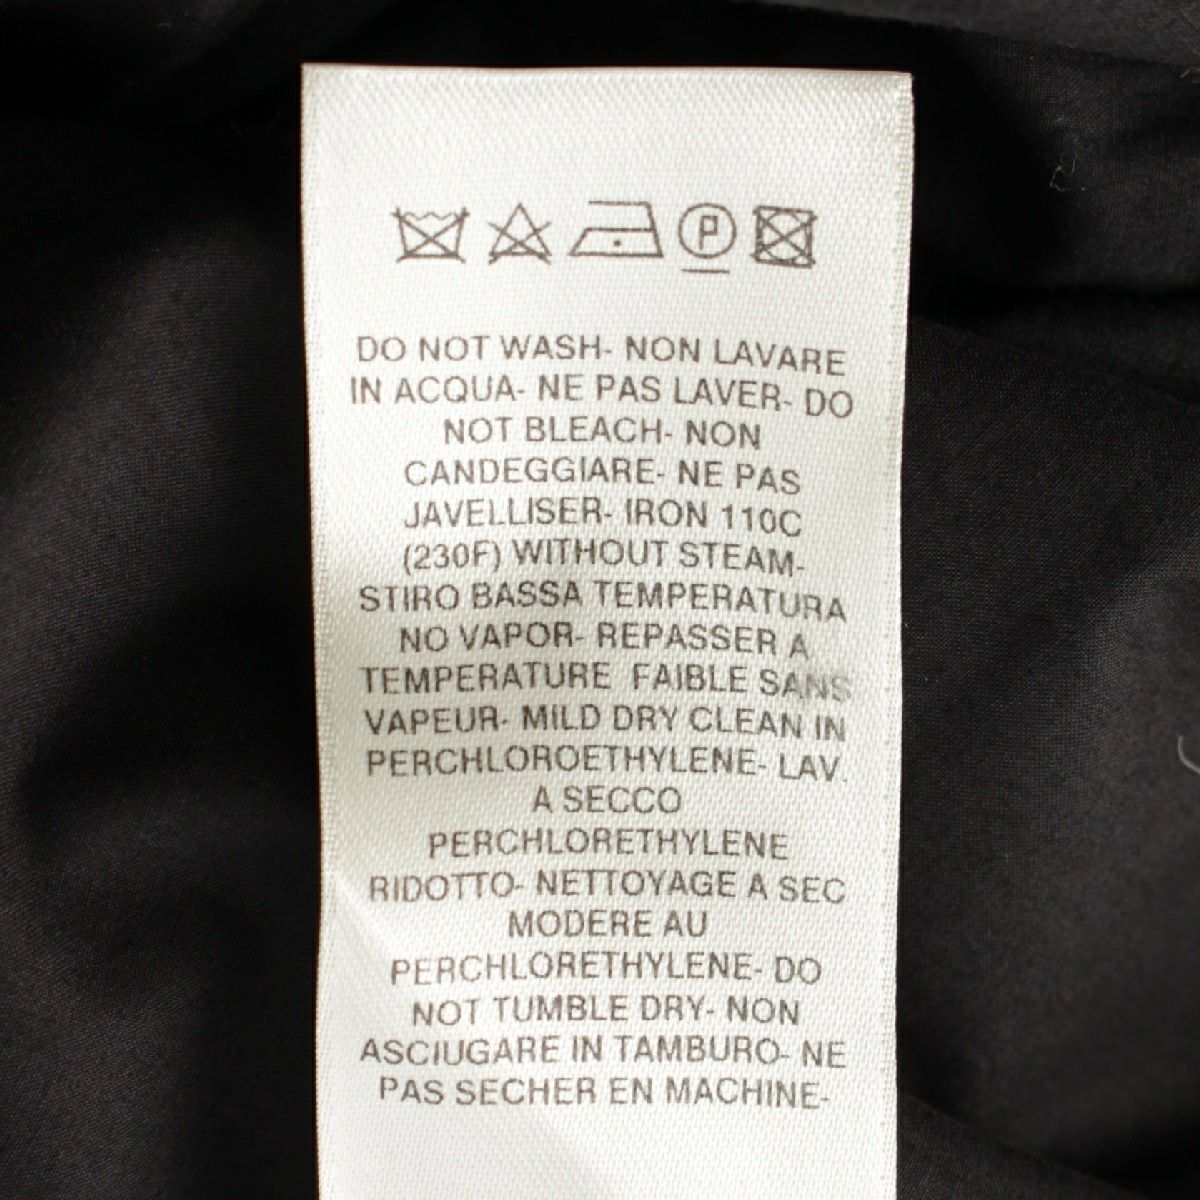 P
DO NOT WASH- NON LAVARE
IN ACQUA- NE PAS LAVER- DO
NOT BLEACH- NON
CANDEGGIARE- NE PAS
JAVELLISER- IRON 110C
(230F) WITHOUT STEAM-
STIRO BASSA TEMPERATURA
NO VAPOR- REPASSER A
TEMPERATURE FAIBLE SANS
VAPEUR- MILD DRY CLEAN IN
PERCHLOROETHYLENE- LAV.
A SECCO
PERCHLORETHYLENE
RIDOTTO- NETTOYAGE A SEC
MODERE AU
PERCHLORETHYLENE- DO
NOT TUMBLE DRY- NON
ASCIUGARE IN TAMBURO- NE
PAS SECHER EN MACHINE-